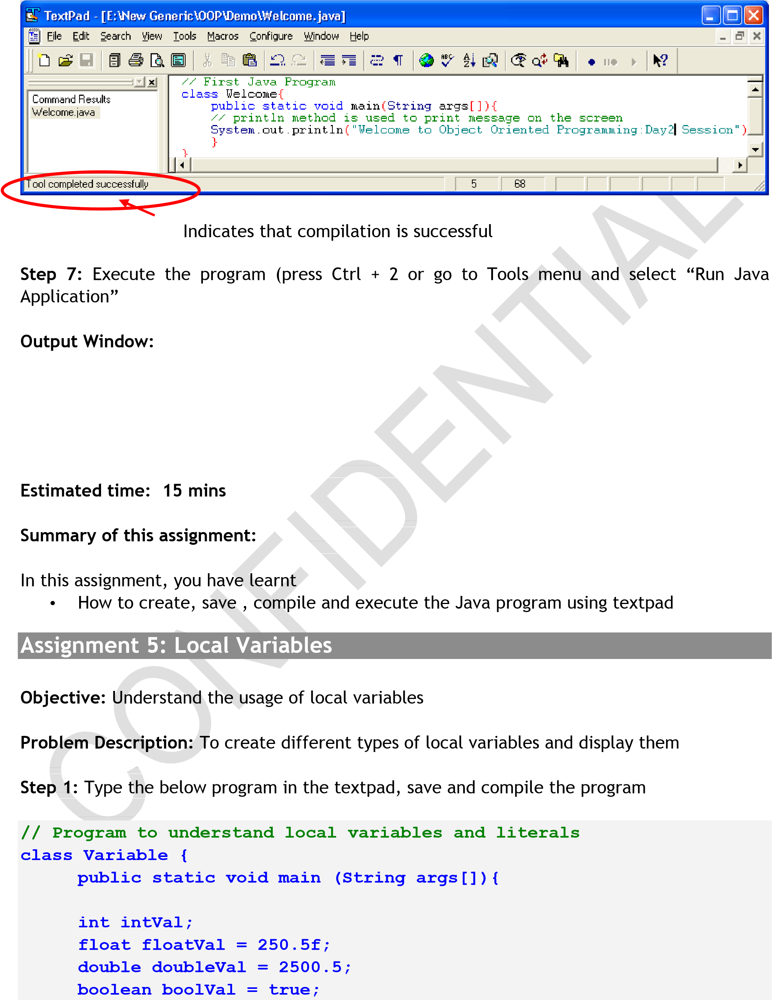 TextPad - [E:\New Generic\OOP\Demo\Welcome.java]
File Edit Search View Tools Macros Configure Window Help
Command Results
Welcome.java
// First Java Program
class Welcome{
public static void main(String args[]){
// println method is used to print message on the screen
System.out.println("Welcome to Object Oriented Programming:Day2 Session")
}
}
Tool completed successfully
5 68
Indicates that compilation is successful
Step 7: Execute the program (press Ctrl + 2 or go to Tools menu and select “Run Java
Application”
Output Window:
Estimated time: 15 mins
Summary of this assignment:
In this assignment, you have learnt
• How to create, save , compile and execute the Java program using textpad
Assignment 5: Local Variables
Objective: Understand the usage of local variables
Problem Description: To create different types of local variables and display them
Step 1: Type the below program in the textpad, save and compile the program
// Program to understand local variables and literals
class Variable {
public static void main (String args[]){
int intVal;
float floatVal = 250.5f;
double doubleVal = 2500.5;
boolean boolVal = true;
CONFIDENTIAL